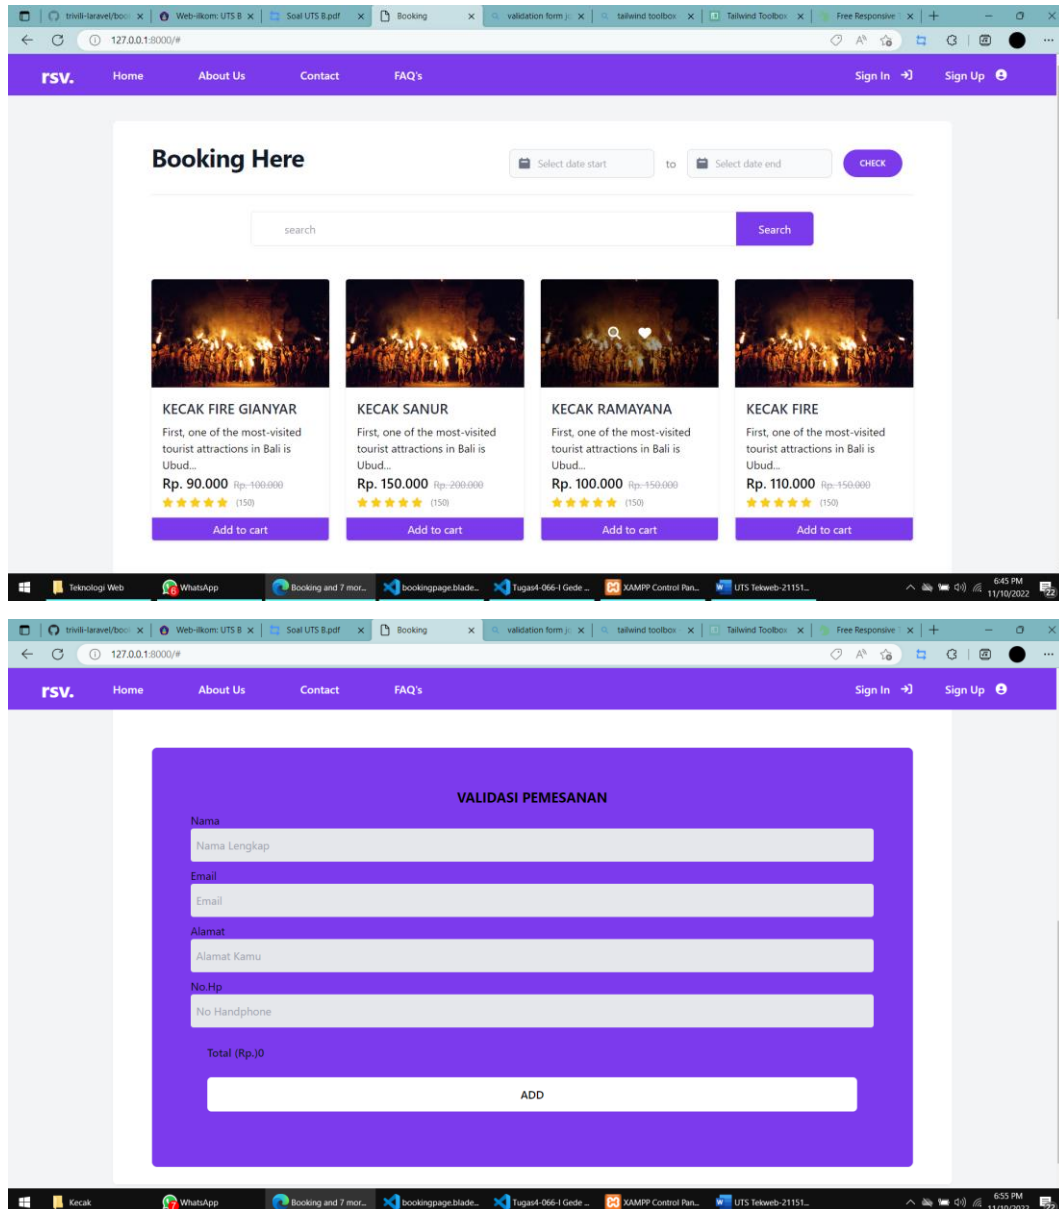 trivili-laravel/boo
Web-ilkom: UTS B
Soal UTS B.pdf
Booking
validation form j
tailwind toolbox
Tailwind Toolbox
Free Responsive
127.0.0.1:8000/#
rsv.
Home
About Us
Contact
FAQ's
Sign In
Sign Up
Booking Here
Select date start
to
Select date end
CHECK
search
Search
KECAK FIRE GIANYAR
First, one of the most-visited
tourist attractions in Bali is
Ubud...
Rp. 90.000 Rp. 100.000
(150)
Add to cart
KECAK SANUR
First, one of the most-visited
tourist attractions in Bali is
Ubud...
Rp. 150.000 Rp. 200.000
(150)
Add to cart
KECAK RAMAYANA
First, one of the most-visited
tourist attractions in Bali is
Ubud...
Rp. 100.000 Rp. 150.000
(150)
Add to cart
KECAK FIRE
First, one of the most-visited
tourist attractions in Bali is
Ubud...
Rp. 110.000 Rp. 150.000
(150)
Add to cart
Teknologi Web
WhatsApp
Booking and 7 mor...
bookingpage.blade...
Tugas4-066-I Gede ...
XAMPP Control Pan...
UTS Tekweb-21151...
6:45 PM
11/10/2022
22
trivili-laravel/boo
Web-ilkom: UTS B
Soal UTS B.pdf
Booking
validation form j
tailwind toolbox
Tailwind Toolbox
Free Responsive
127.0.0.1:8000/#
rsv.
Home
About Us
Contact
FAQ's
Sign In
Sign Up
VALIDASI PEMESANAN
Nama
Nama Lengkap
Email
Email
Alamat
Alamat Kamu
No.Hp
No Handphone
Total (Rp.)0
ADD
Kecak
WhatsApp
Booking and 7 mor...
bookingpage.blade...
Tugas4-066-I Gede ...
XAMPP Control Pan...
UTS Tekweb-21151...
6:55 PM
11/10/2022
22